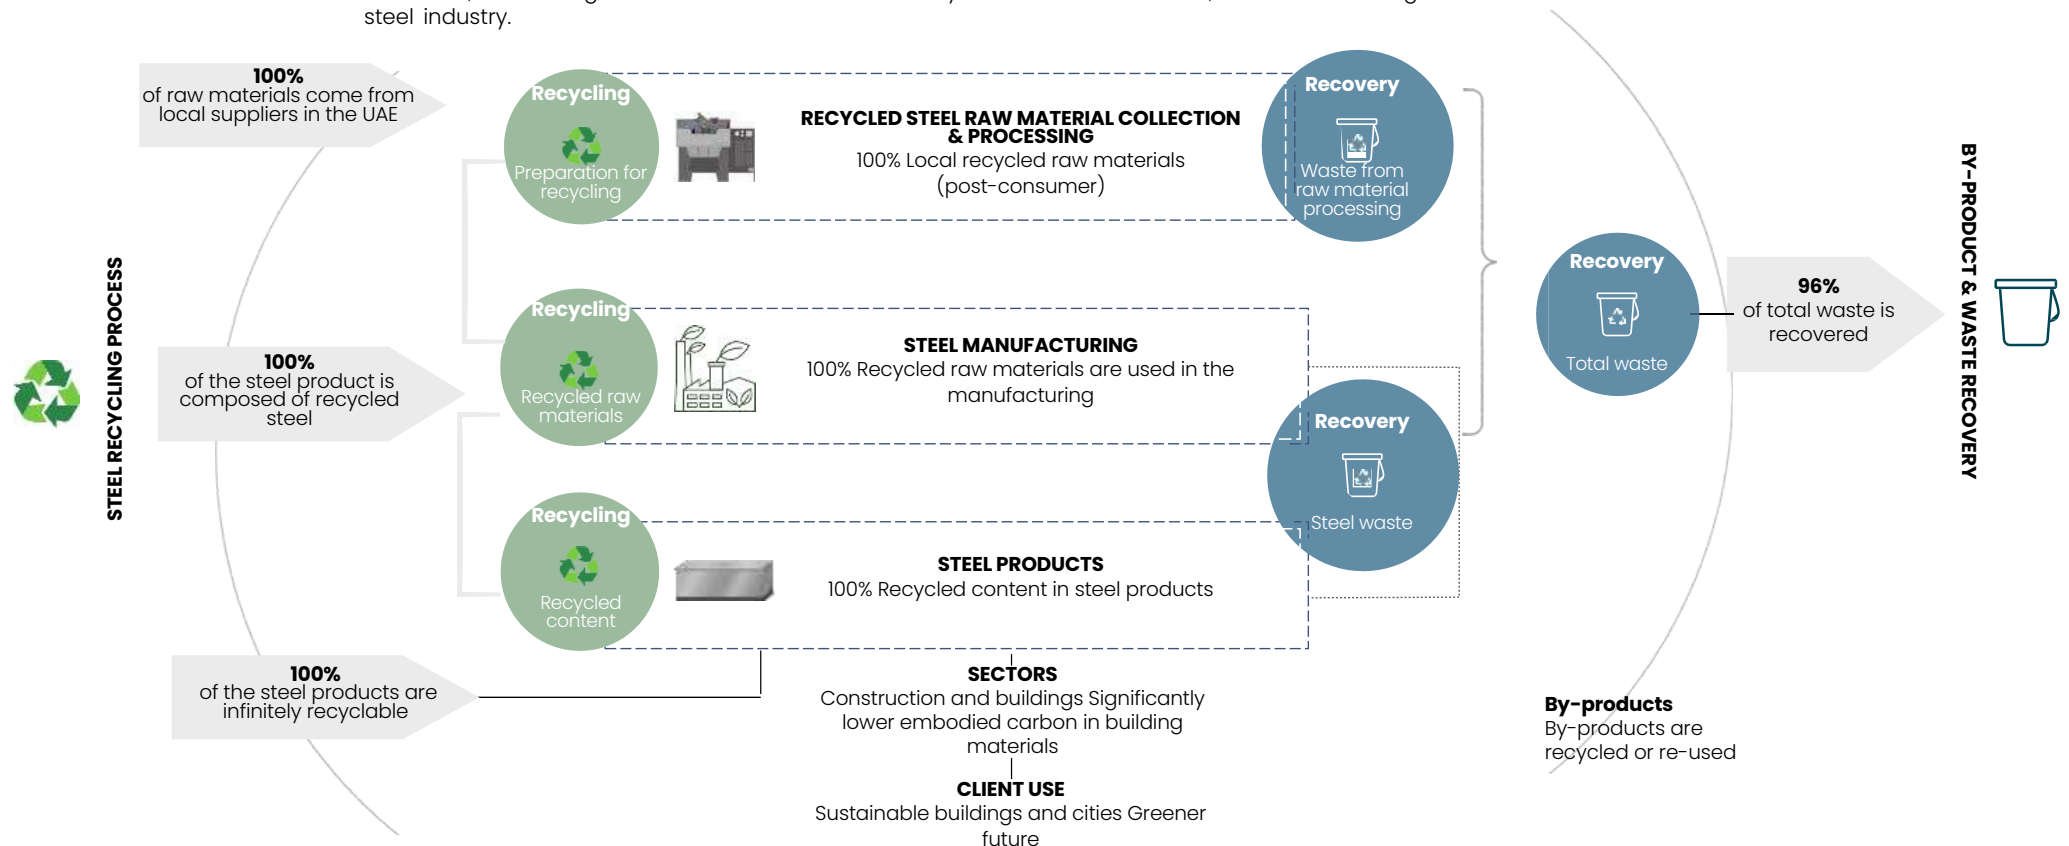 steel industry.
100%
of raw materials come from
local suppliers in the UAE
Recycling
Preparation for
recycling
RECYCLED STEEL RAW MATERIAL COLLECTION
& PROCESSING
100% Local recycled raw materials
(post-consumer)
Recovery
Waste from
raw material
processing
STEEL RECYCLING PROCESS
100%
of the steel product is
composed of recycled
steel
Recycling
Recycled raw
materials
STEEL MANUFACTURING
100% Recycled raw materials are used in the
manufacturing
Recovery
Steel waste
Recovery
Total waste
96%
of total waste is
recovered
BY-PRODUCT & WASTE RECOVERY
Recycling
Recycled
content
STEEL PRODUCTS
100% Recycled content in steel products
100%
of the steel products are
infinitely recyclable
SECTORS
Construction and buildings Significantly
lower embodied carbon in building
materials
CLIENT USE
Sustainable buildings and cities Greener
future
By-products
By-products are
recycled or re-used